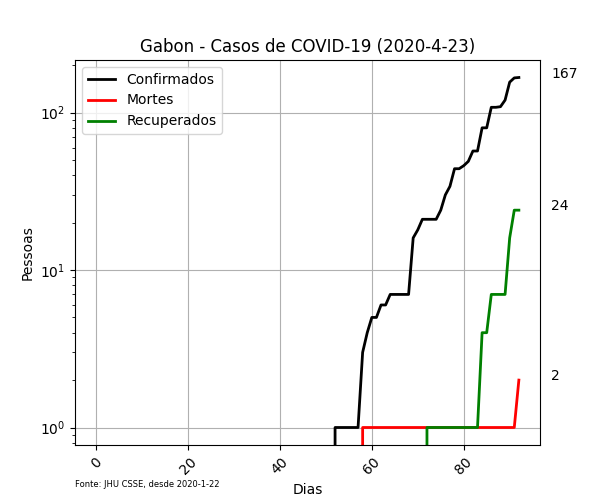 Gabon - Casos de COVID-19 (2020-4-23)
Confirmados
Mortes
Recuperados
167
24
2
10²
10¹
10⁰
Pessoas
0
20
40
60
80
Dias
Fonte: JHU CSSE, desde 2020-1-22